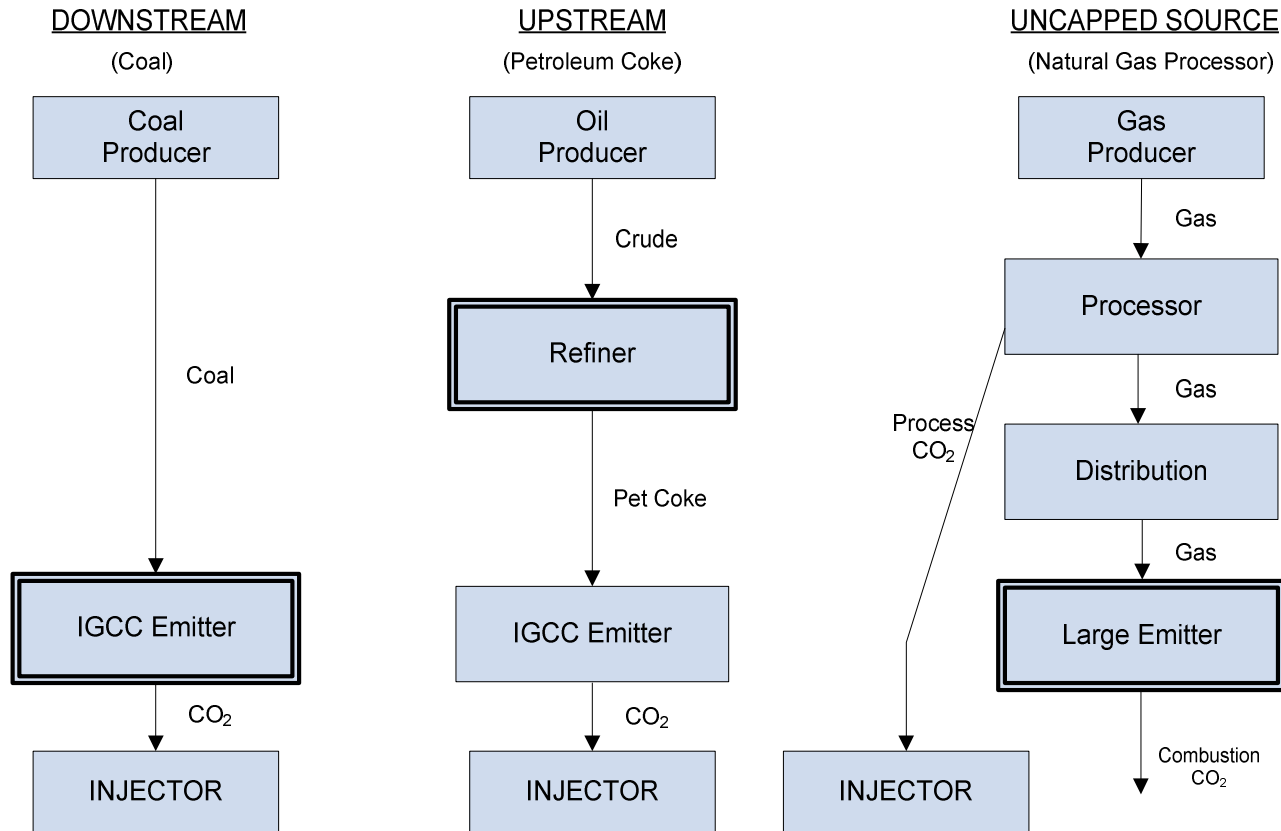 DOWNSTREAM
(Coal)
Coal
Producer
Coal
IGCC Emitter
CO₂
INJECTOR
UPSTREAM
(Petroleum Coke)
Oil
Producer
Crude
Refiner
Pet Coke
IGCC Emitter
CO₂
INJECTOR
UNCAPPED SOURCE
(Natural Gas Processor)
Gas
Producer
Gas
Processor
Process
CO₂
Gas
Distribution
Gas
Large Emitter
INJECTOR
Combustion
CO₂